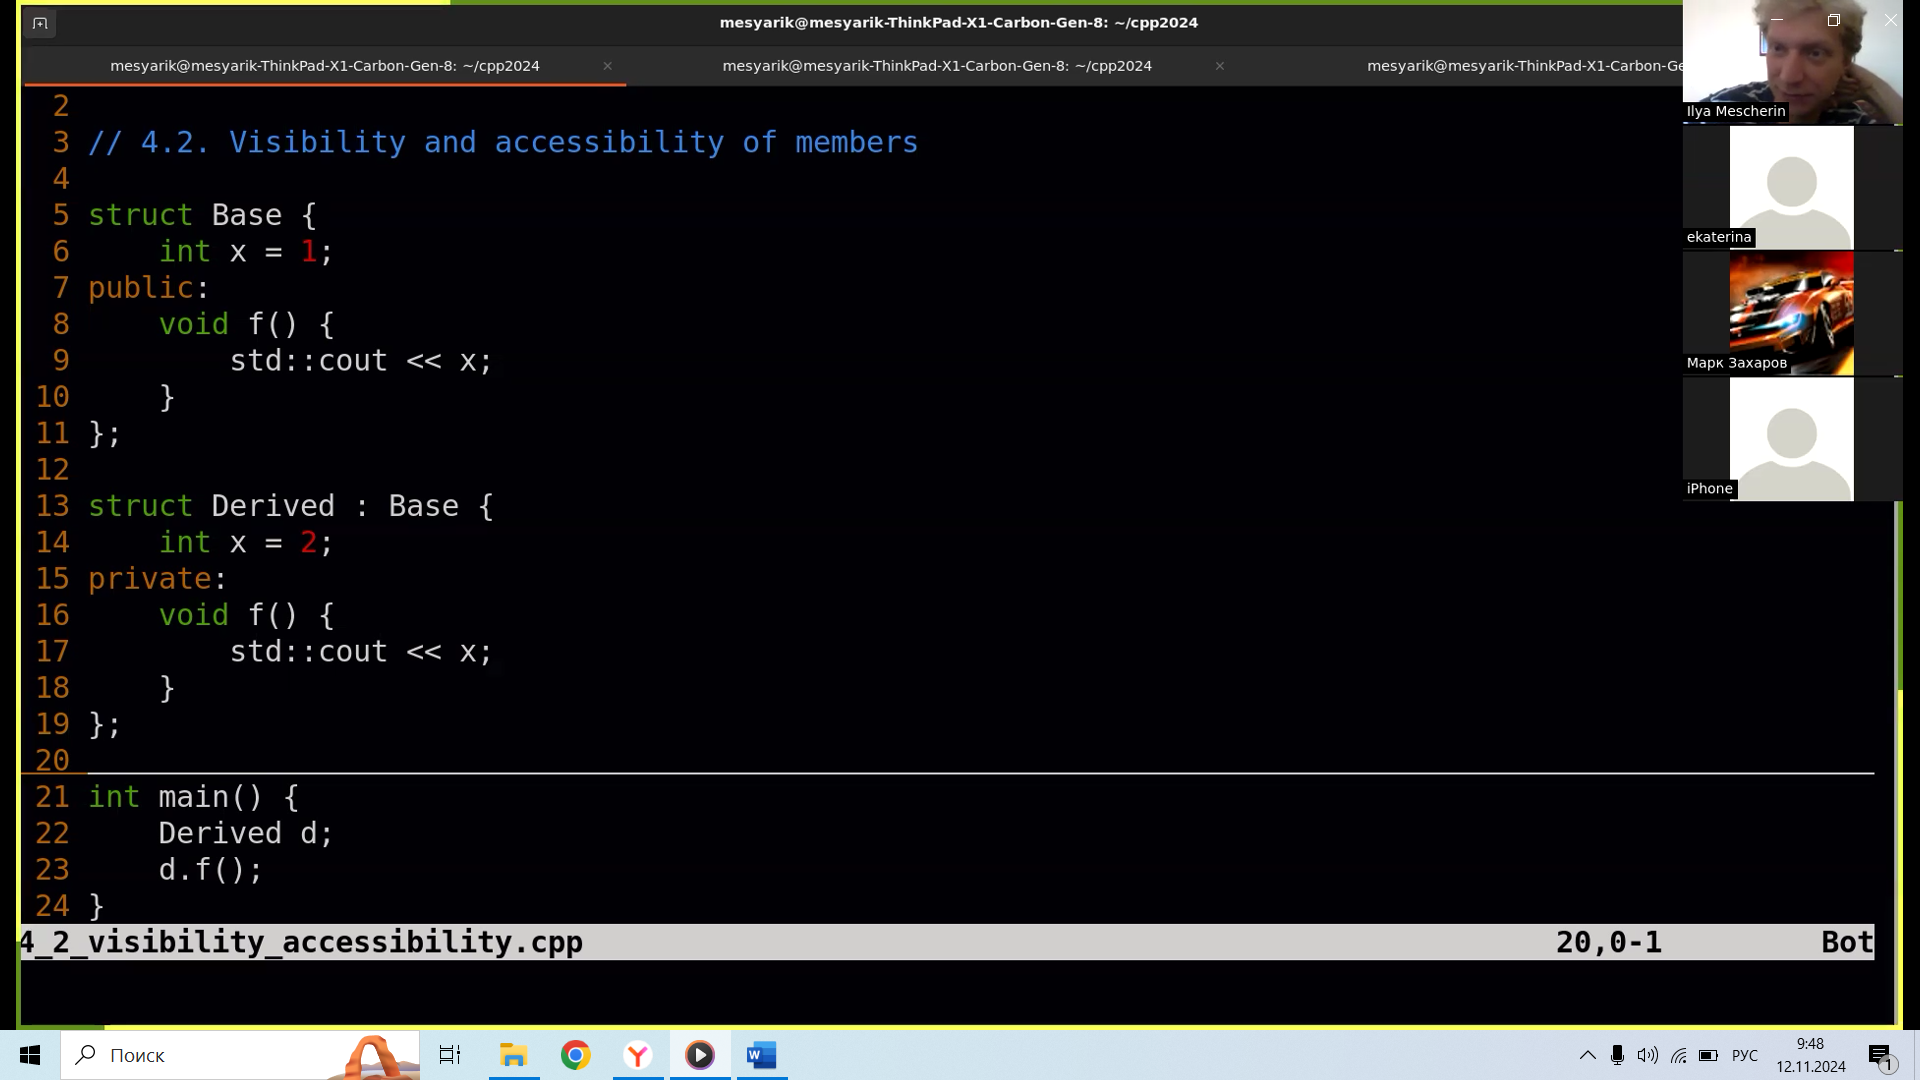 mesyarik@mesyarik-ThinkPad-X1-Carbon-Gen-8: ~/cpp2024
mesyarik@mesyarik-ThinkPad-X1-Carbon-Gen-8: ~/cpp2024 ×
mesyarik@mesyarik-ThinkPad-X1-Carbon-Gen-8: ~/cpp2024 ×
mesyarik@mesyarik-ThinkPad-X1-Carbon-Ge
Ilya Mescherin
ekaterina
Марк Захаров
iPhone
2
3 // 4.2. Visibility and accessibility of members
4
5 struct Base {
6     int x = 1;
7 public:
8     void f() {
9         std::cout << x;
10     }
11 };
12
13 struct Derived : Base {
14     int x = 2;
15 private:
16     void f() {
17         std::cout << x;
18     }
19 };
20
21 int main() {
22     Derived d;
23     d.f();
24 }
4_2_visibility_accessibility.cpp 20,0-1 Bot
Поиск
W
РУС
9:48
12.11.2024
1